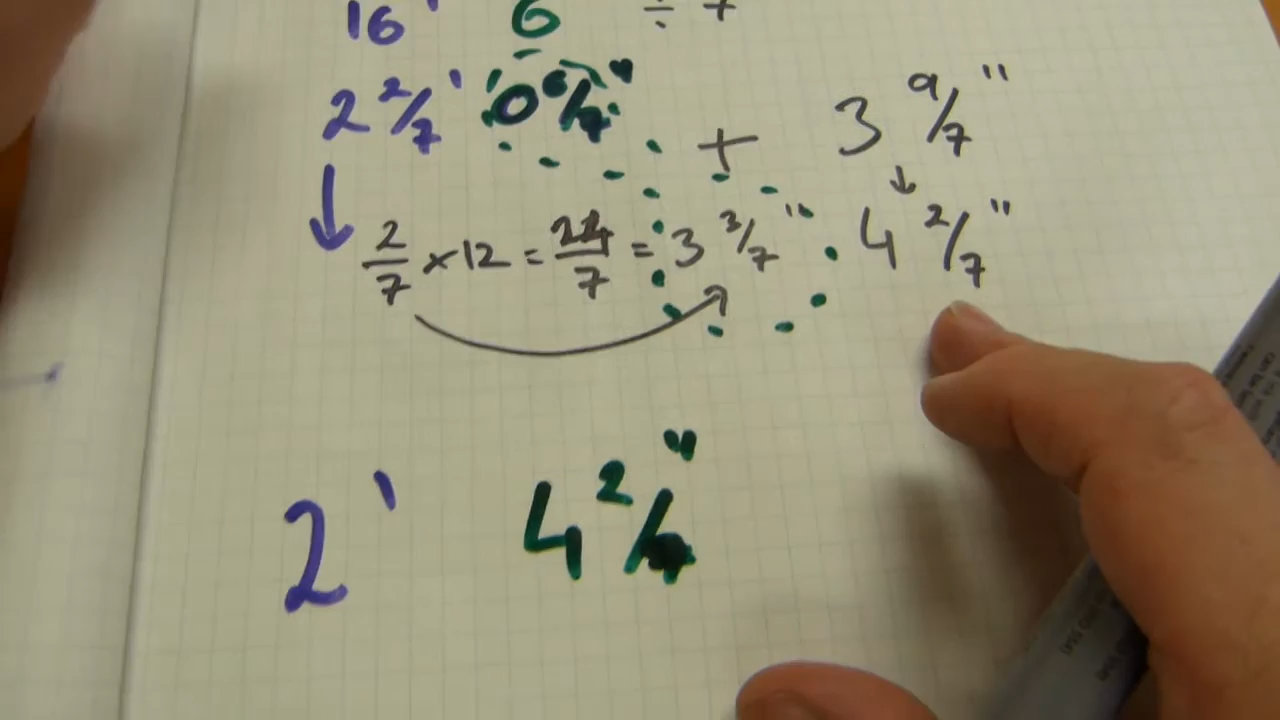 16' 6 ÷ 7
2 2/7' 0 6/7"
+ 3 9/7"
2/7 × 12 = 24/7 = 3 3/7" 4 2/7"
2' 4 2/7"